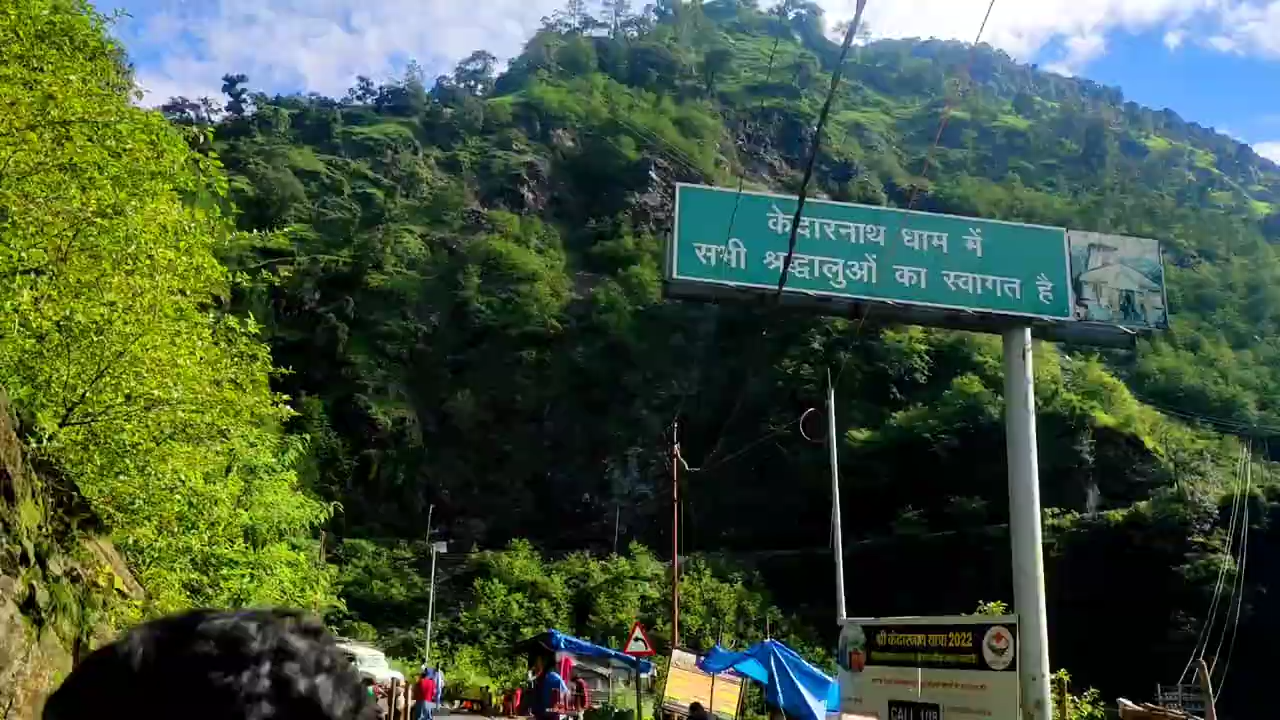 केदारनाथ धाम में
सभी श्रद्धालुओं का स्वागत है
श्री केदारनाथ यात्रा 2022
CALL 108